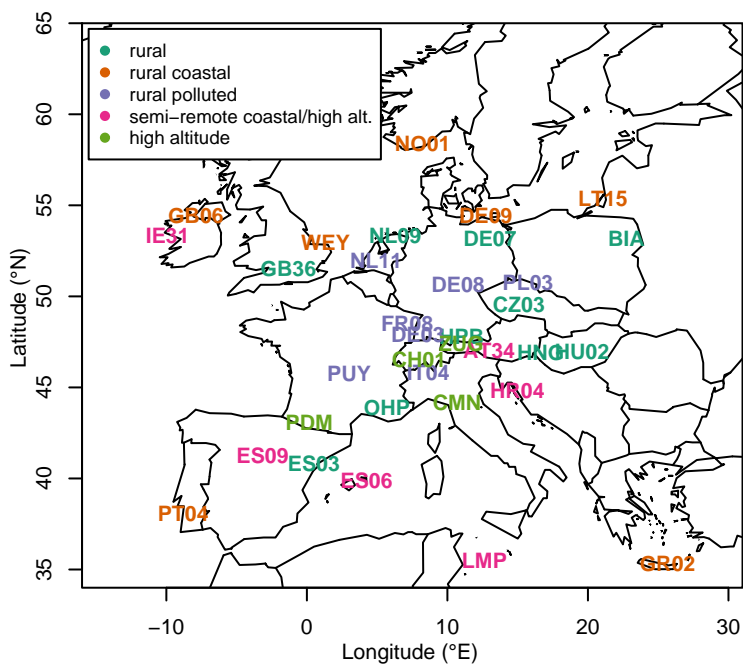 65
60
55
50
45
40
35
Latitude (°N)
rural
rural coastal
rural polluted
semi−remote coastal/high alt.
high altitude
NO01
LT15
GB06
DE09
IE31
WEY
NL09
DE07
BIA
GB36
NL11
DE08
PL03
CZ03
FR08
DE03
HPB
ZUG
AT34
HNG
HU02
CH01
PUY
IT04
HR04
OHP
CMN
PDM
ES09
ES03
ES06
PT04
LMP
GR02
−10
0
10
20
30
Longitude (°E)